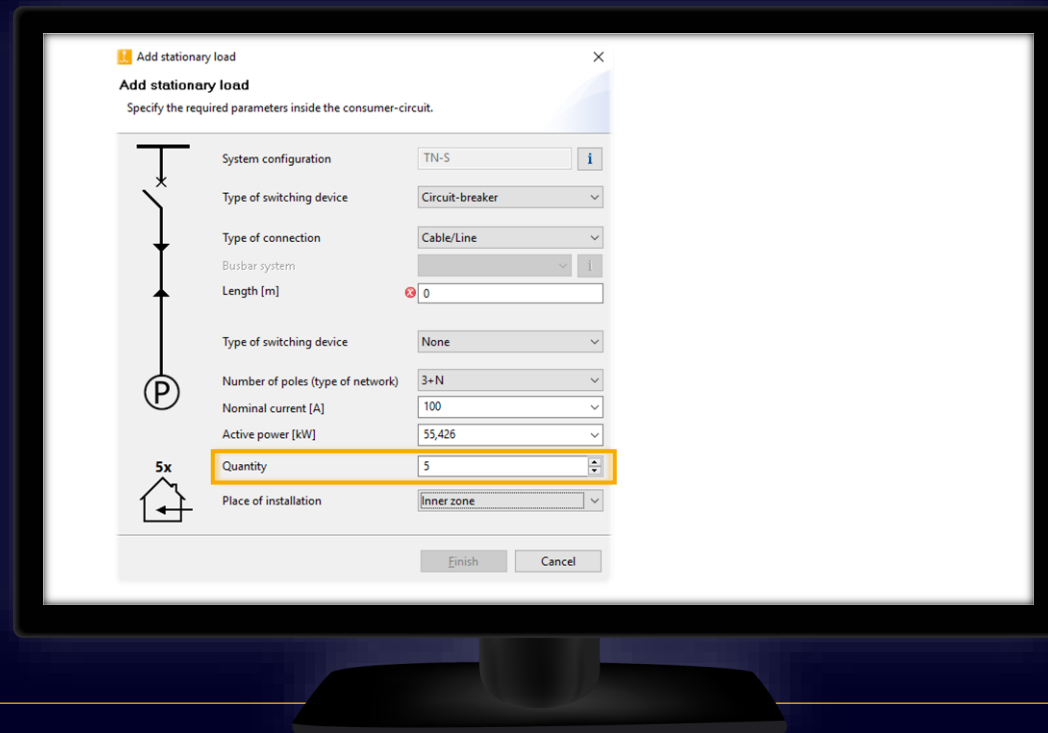 Add stationary load
Add stationary load
Specify the required parameters inside the consumer-circuit.
System configuration TN-S i
Type of switching device Circuit-breaker
Type of connection Cable/Line
Busbar system i
Length [m] 0
Type of switching device None
Number of poles (type of network) 3+N
Nominal current [A] 100
P
Active power [kW] 55,426
5x
Quantity 5
Place of installation Inner zone
Finish Cancel